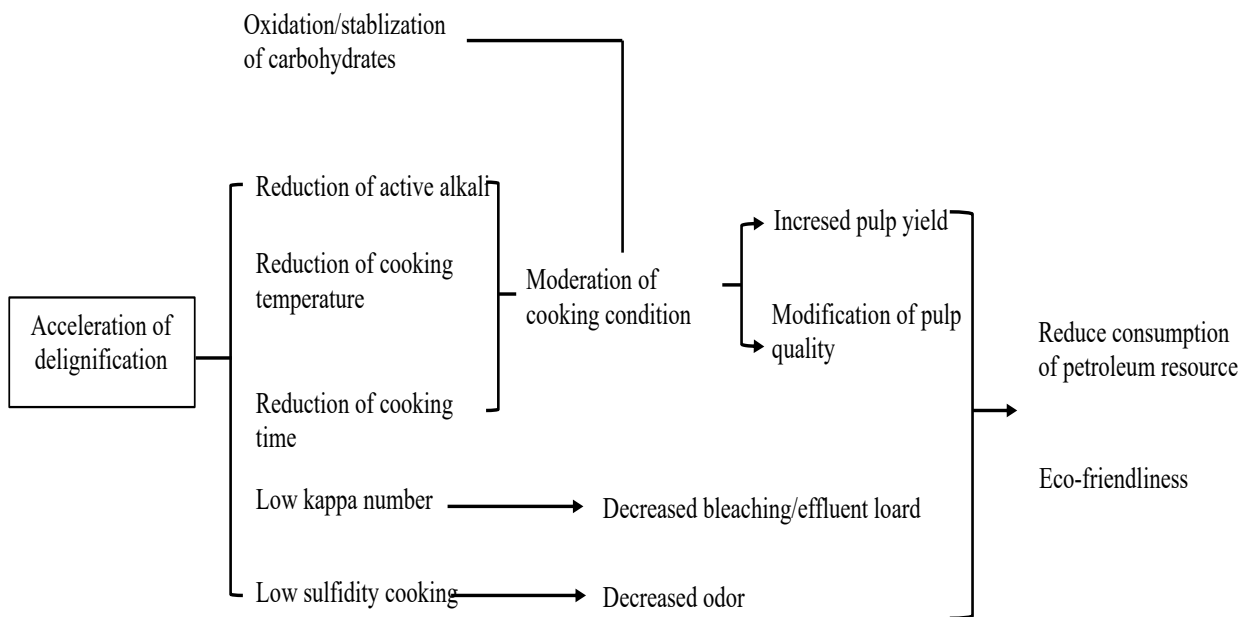 Oxidation/stablization
of carbohydrates
Acceleration of
delignification
Reduction of active alkali
Reduction of cooking
temperature
Reduction of cooking
time
Low kappa number
Low sulfidity cooking
Moderation of
cooking condition
Incresed pulp yield
Modification of pulp
quality
Decreased bleaching/effluent loard
Decreased odor
Reduce consumption
of petroleum resource
Eco-friendliness